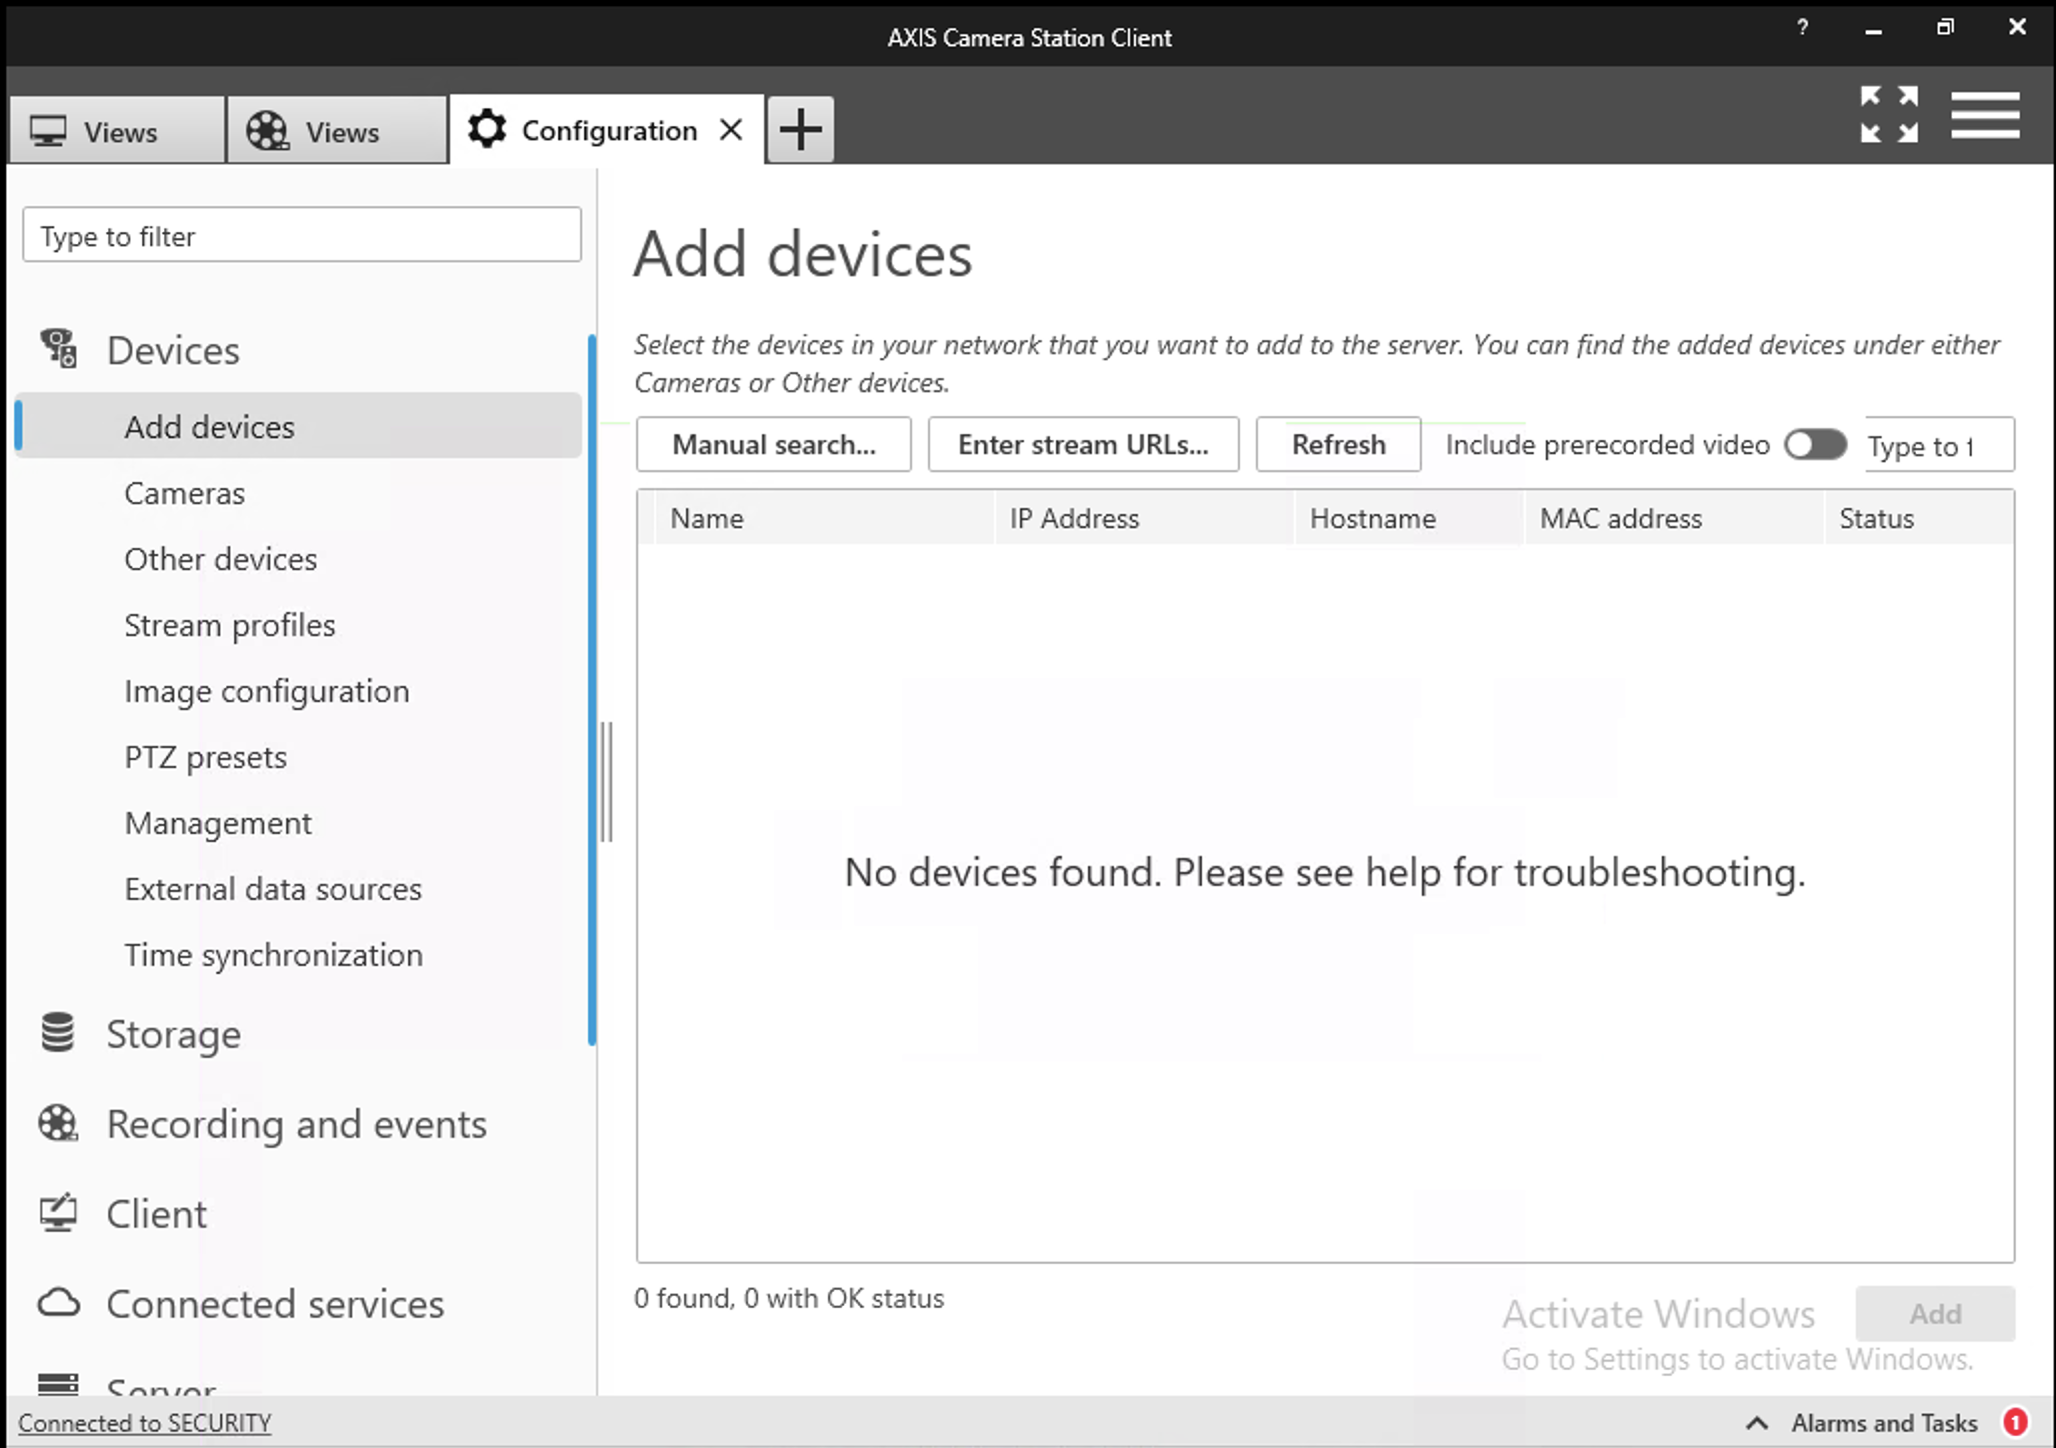 AXIS Camera Station Client
?
Views
Views
Configuration
Type to filter
Devices
Add devices
Cameras
Other devices
Stream profiles
Image configuration
PTZ presets
Management
External data sources
Time synchronization
Storage
Recording and events
Client
Connected services
Server
Add devices
Select the devices in your network that you want to add to the server. You can find the added devices under either
Cameras or Other devices.
Manual search...
Enter stream URLs...
Refresh
Include prerecorded video
Type to f
Name
IP Address
Hostname
MAC address
Status
No devices found. Please see help for troubleshooting.
0 found, 0 with OK status
Activate Windows
Go to Settings to activate Windows.
Add
Connected to SECURITY
Alarms and Tasks
1